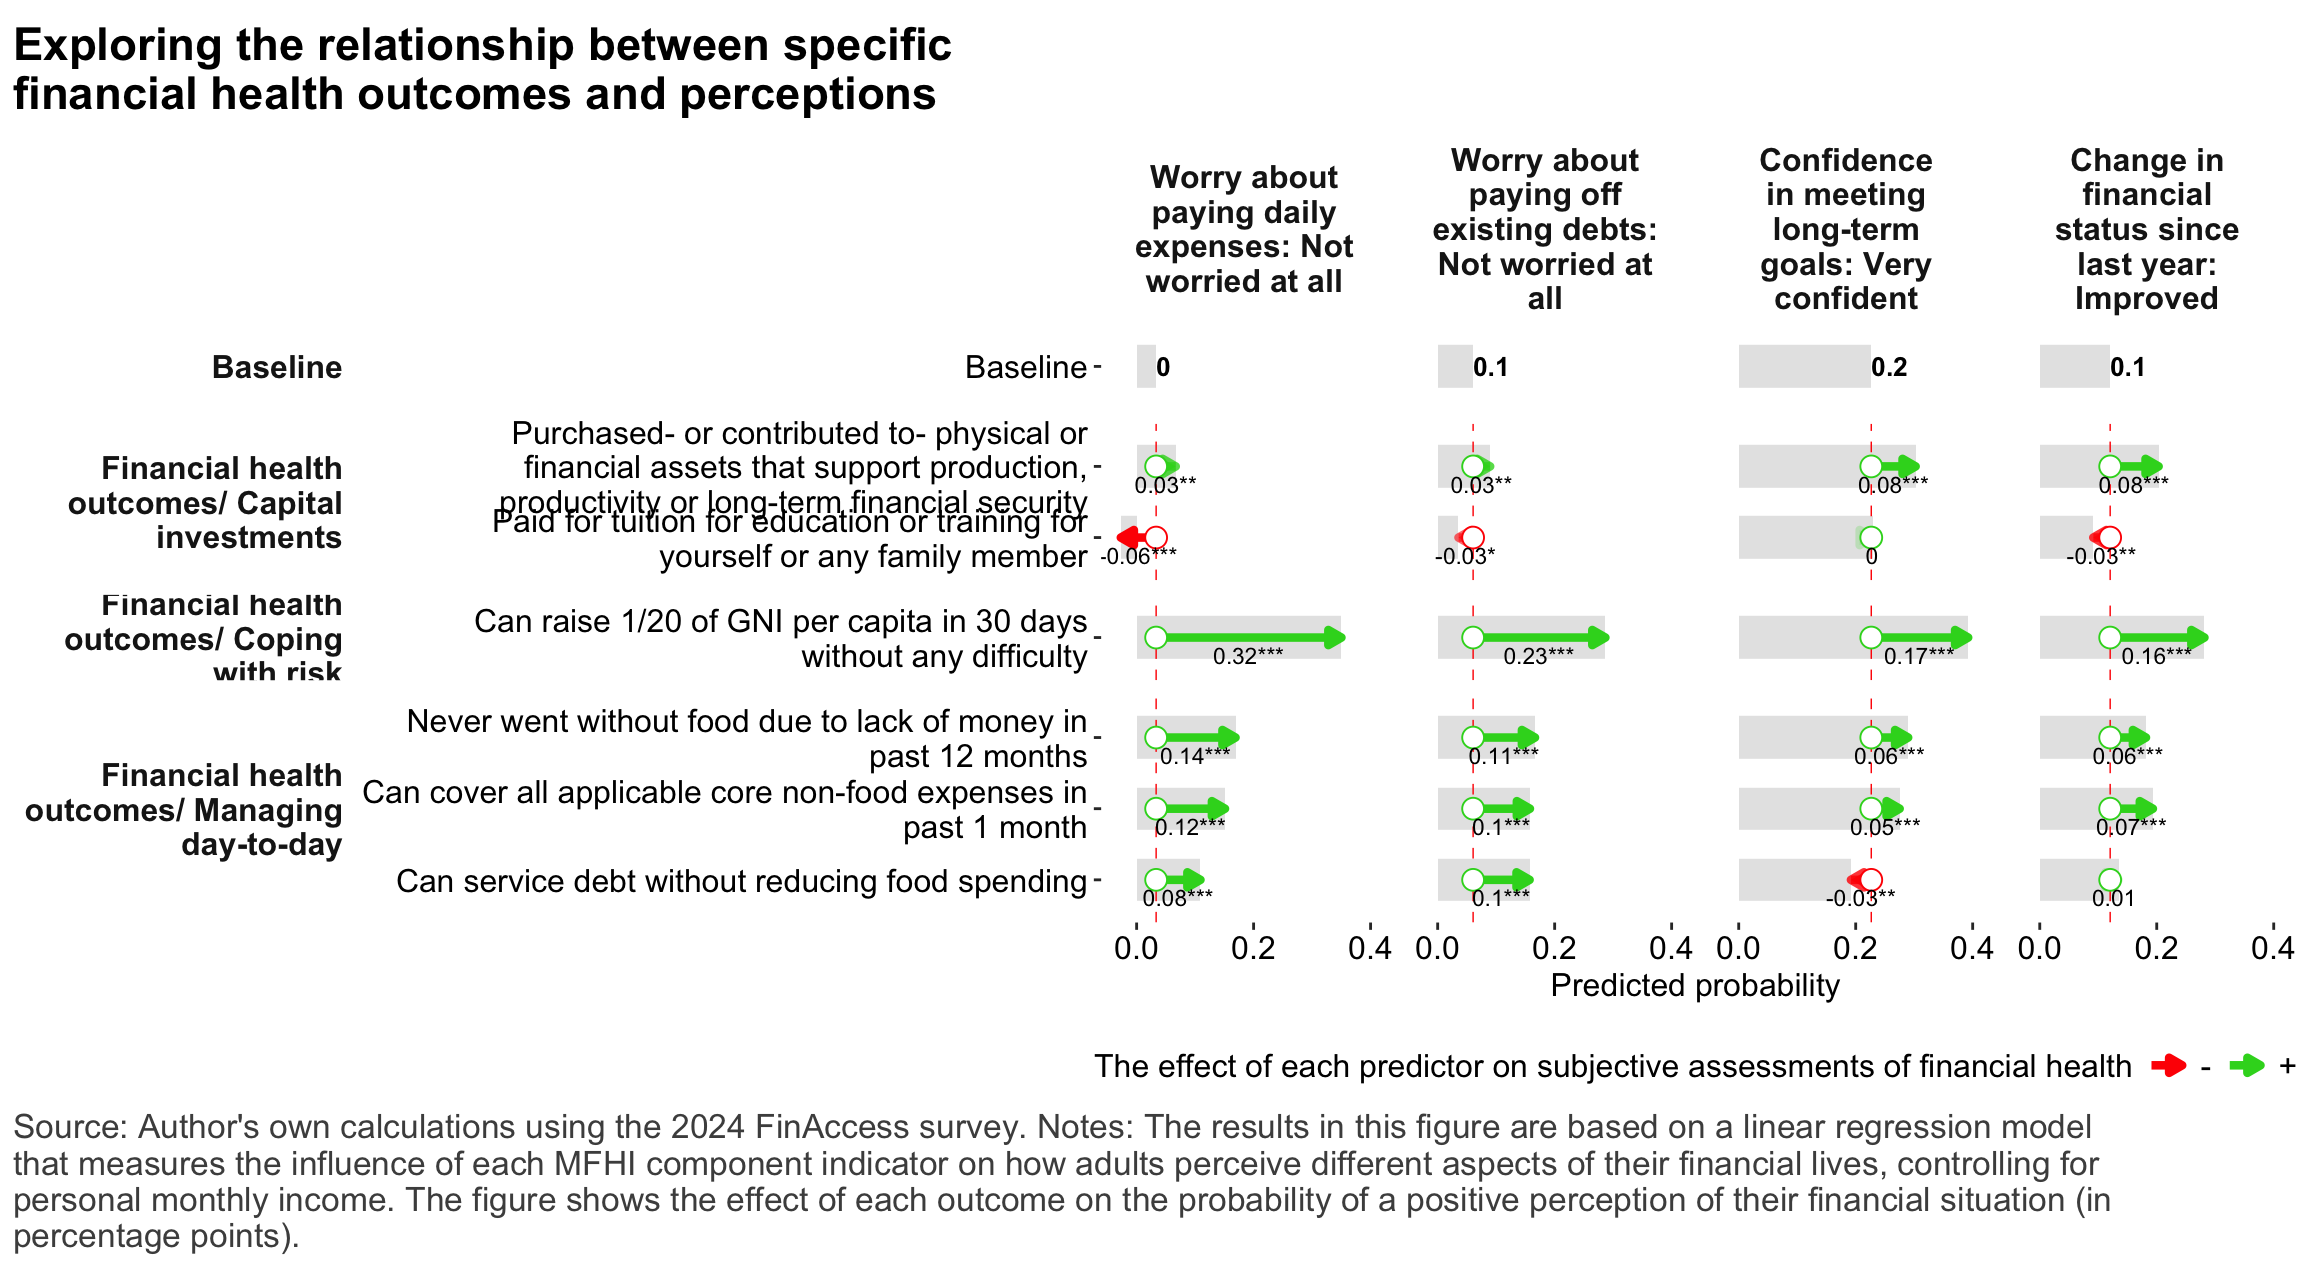 Exploring the relationship between specific
financial health outcomes and perceptions
Worry about
paying daily
expenses: Not
worried at all
Worry about
paying off
existing debts:
Not worried at
all
Confidence
in meeting
long-term
goals: Very
confident
Change in
financial
status since
last year:
Improved
Baseline
Baseline
0
0.1
0.2
0.1
Financial health
outcomes/ Capital
investments
Purchased- or contributed to- physical or
financial assets that support production,
productivity or long-term financial security
0.03**
0.03**
0.08***
0.08***
Paid for tuition for education or training for
yourself or any family member
-0.06***
-0.03*
0
-0.03**
Financial health
outcomes/ Coping
with risk
Can raise 1/20 of GNI per capita in 30 days
without any difficulty
0.32***
0.23***
0.17***
0.16***
Financial health
outcomes/ Managing
day-to-day
Never went without food due to lack of money in
past 12 months
0.14***
0.11***
0.06***
0.06***
Can cover all applicable core non-food expenses in
past 1 month
0.12***
0.1***
0.05***
0.07***
Can service debt without reducing food spending
0.08***
0.1***
-0.03**
0.01
0.0 0.2 0.4 0.0 0.2 0.4 0.0 0.2 0.4 0.0 0.2 0.4
Predicted probability
The effect of each predictor on subjective assessments of financial health - +
Source: Author's own calculations using the 2024 FinAccess survey. Notes: The results in this figure are based on a linear regression model
that measures the influence of each MFHI component indicator on how adults perceive different aspects of their financial lives, controlling for
personal monthly income. The figure shows the effect of each outcome on the probability of a positive perception of their financial situation (in
percentage points).